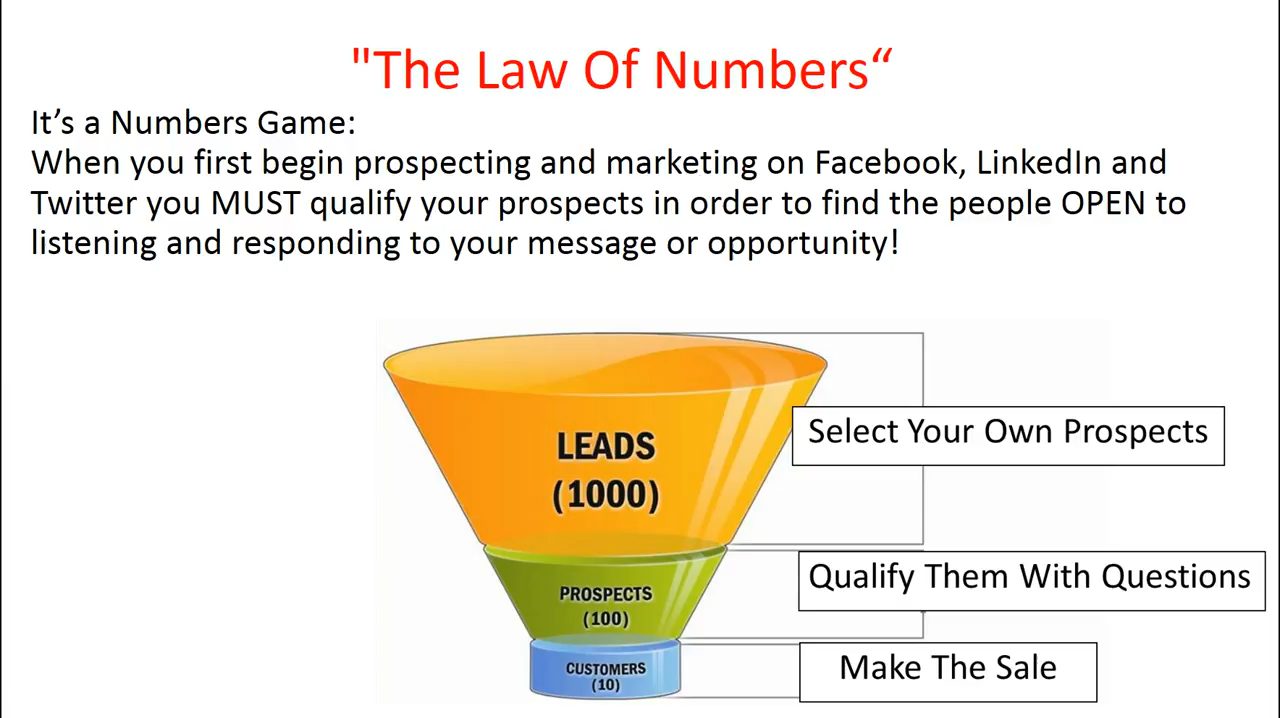 "The Law Of Numbers“
It’s a Numbers Game:
When you first begin prospecting and marketing on Facebook, LinkedIn and
Twitter you MUST qualify your prospects in order to find the people OPEN to
listening and responding to your message or opportunity!
LEADS
(1000)
Select Your Own Prospects
PROSPECTS
(100)
Qualify Them With Questions
CUSTOMERS
(10)
Make The Sale